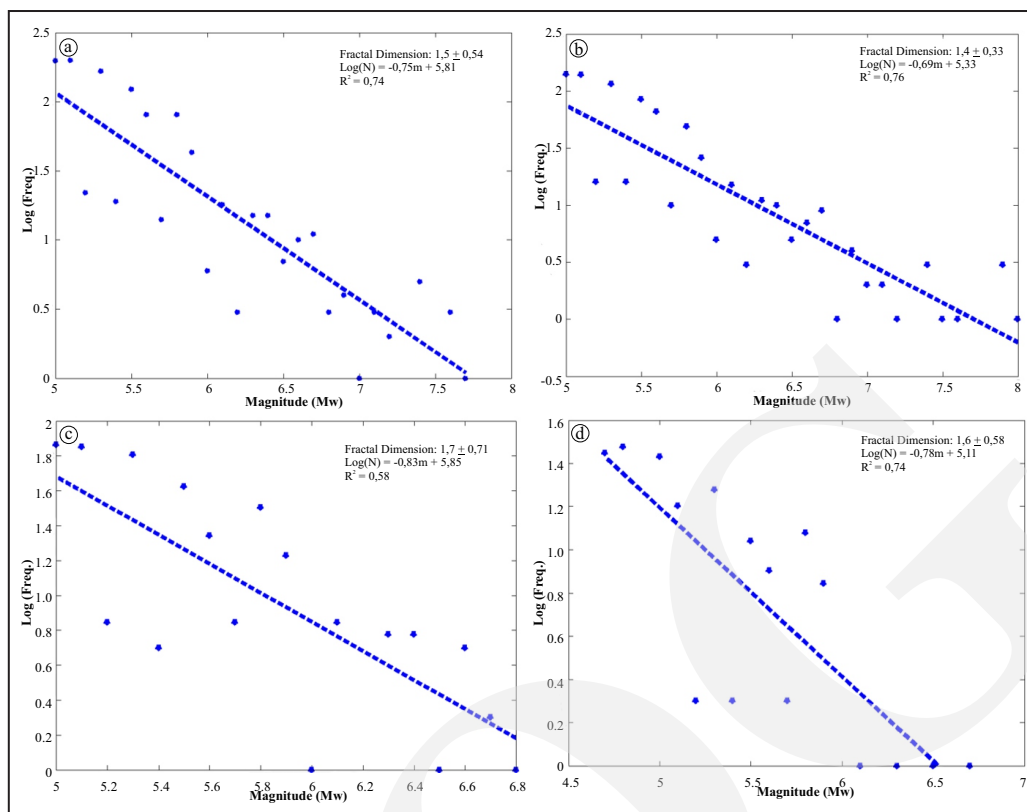 a
Fractal Dimension: 1,5 ± 0,54
Log(N) = -0,75m + 5,81
R² = 0,74
2.5
2
1.5
1
0.5
0
Log (Freq.)
5 5.5 6 6.5 7 7.5 8
Magnitude (Mw)
b
Fractal Dimension: 1,4 ± 0,33
Log(N) = -0,69m + 5,33
R² = 0,76
2.5
2
1.5
1
0.5
0
-0.5
Log (Freq.)
5 5.5 6 6.5 7 7.5 8
Magnitude (Mw)
c
Fractal Dimension: 1,7 ± 0,71
Log(N) = -0,83m + 5,85
R² = 0,58
2
1.8
1.6
1.4
1.2
1
0.8
0.6
0.4
0.2
0
Log (Freq.)
5 5.2 5.4 5.6 5.8 6 6.2 6.4 6.6 6.8
Magnitude (Mw)
d
Fractal Dimension: 1,6 ± 0,58
Log(N) = -0,78m + 5,11
R² = 0,74
1.6
1.4
1.2
1
0.8
0.6
0.4
0.2
0
Log (Freq.)
4.5 5 5.5 6 6.5 7
Magnitude (Mw)